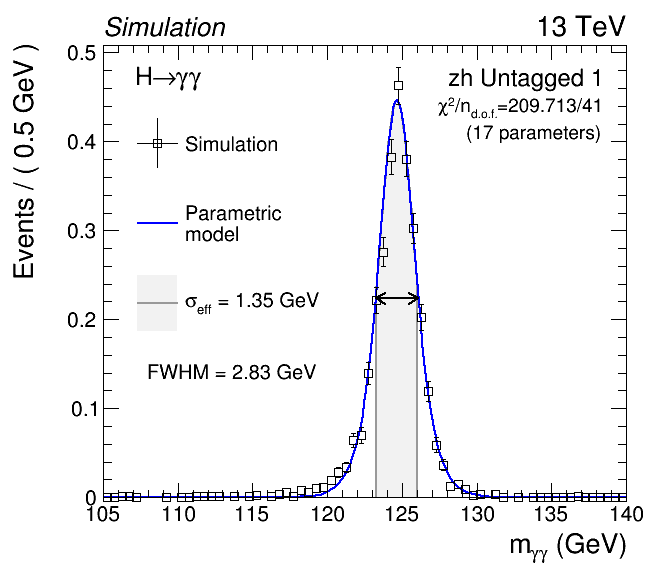 Simulation
13 TeV
H→γγ
zh Untagged 1
χ²/n_d.o.f.=209.713/41
(17 parameters)
Simulation
Parametric
model
σ_eff = 1.35 GeV
FWHM = 2.83 GeV
Events / ( 0.5 GeV )
0.5
0.4
0.3
0.2
0.1
0
105 110 115 120 125 130 135 140
m_γγ (GeV)